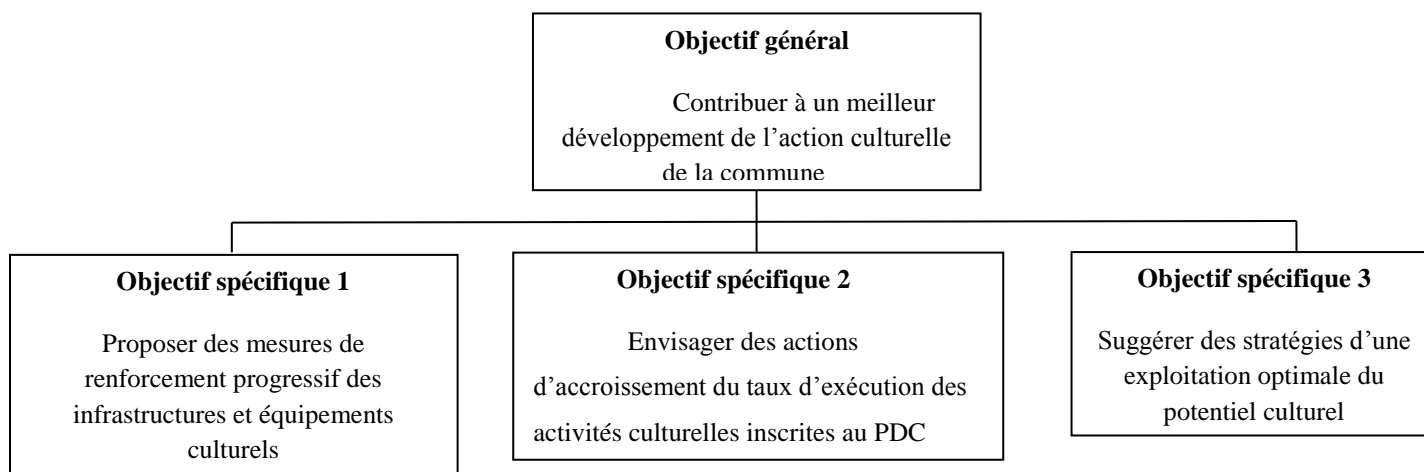 Objectif général
Contribuer à un meilleur
développement de l’action culturelle
de la commune
Objectif spécifique 1
Proposer des mesures de
renforcement progressif des
infrastructures et équipements
culturels
Objectif spécifique 2
Envisager des actions
d’accroissement du taux d’exécution des
activités culturelles inscrites au PDC
Objectif spécifique 3
Suggérer des stratégies d’une
exploitation optimale du
potentiel culturel